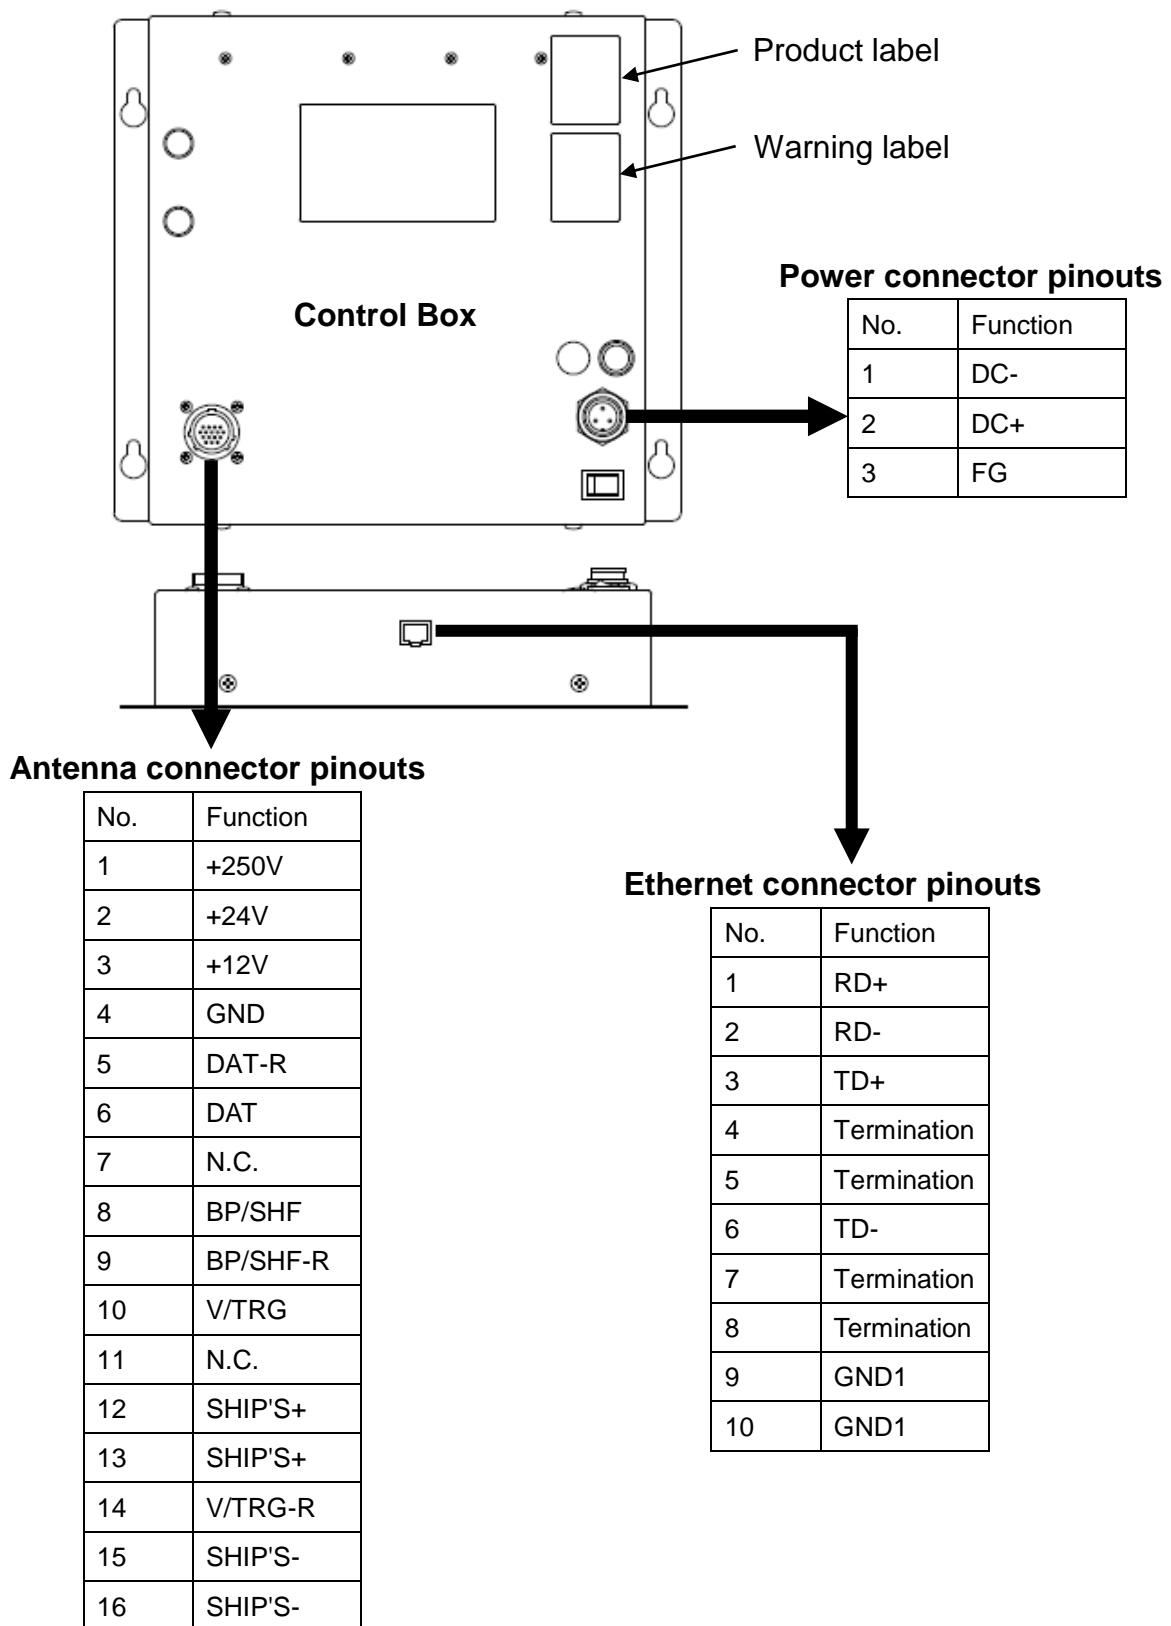 Product label
Warning label
Control Box
Power connector pinouts
No. Function
1 DC-
2 DC+
3 FG
Antenna connector pinouts
No. Function
1 +250V
2 +24V
3 +12V
4 GND
5 DAT-R
6 DAT
7 N.C.
8 BP/SHF
9 BP/SHF-R
10 V/TRG
11 N.C.
12 SHIP'S+
13 SHIP'S+
14 V/TRG-R
15 SHIP'S-
16 SHIP'S-
Ethernet connector pinouts
No. Function
1 RD+
2 RD-
3 TD+
4 Termination
5 Termination
6 TD-
7 Termination
8 Termination
9 GND1
10 GND1